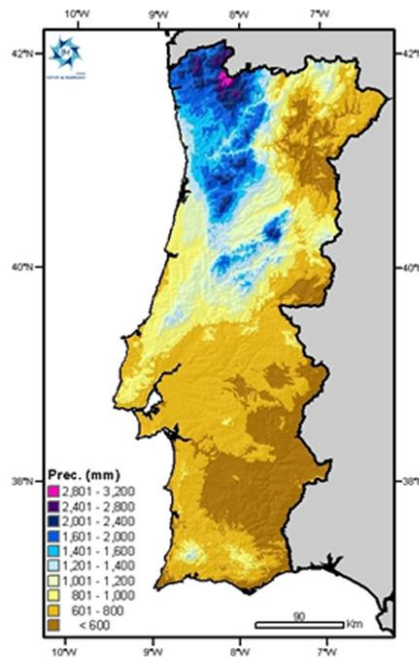 10°W 9°W 8°W 7°W
42°N 42°N
IM
40°N 40°N
38°N 38°N
Prec. (mm)
2,801 - 3,200
2,401 - 2,800
2,001 - 2,400
1,601 - 2,000
1,401 - 1,600
1,201 - 1,400
1,001 - 1,200
801 - 1,000
601 - 800
< 600
90
Km
10°W 9°W 8°W 7°W